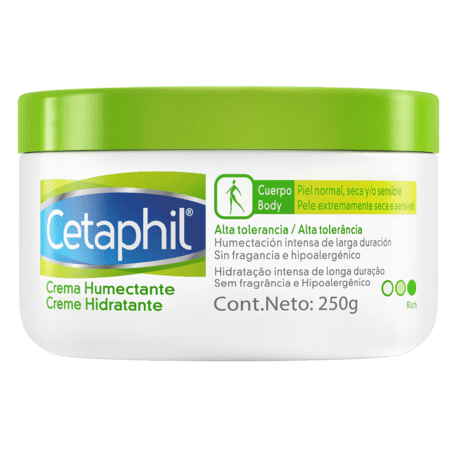 Cetaphil®
Crema Humectante
Creme Hidratante
Cuerpo
Body
Piel normal, seca y/o sensible
Pele extremamente seca e sensível
Alta tolerancia / Alta tolerância
Humectación intensa de larga duración
Sin fragancia e hipoalergénico
Hidratação intensa de longa duração
Sem fragrância e Hipoalergênico
Cont.Neto: 250g
Rich